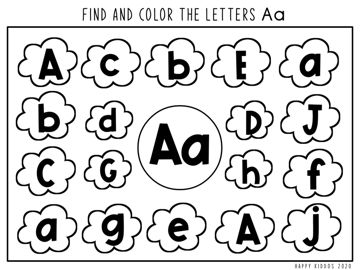 FIND AND COLOR THE LETTERS Aa
A c b E a
b d D J
Aa
C G h f
a g e A j
HAPPY KIDDOS 2020